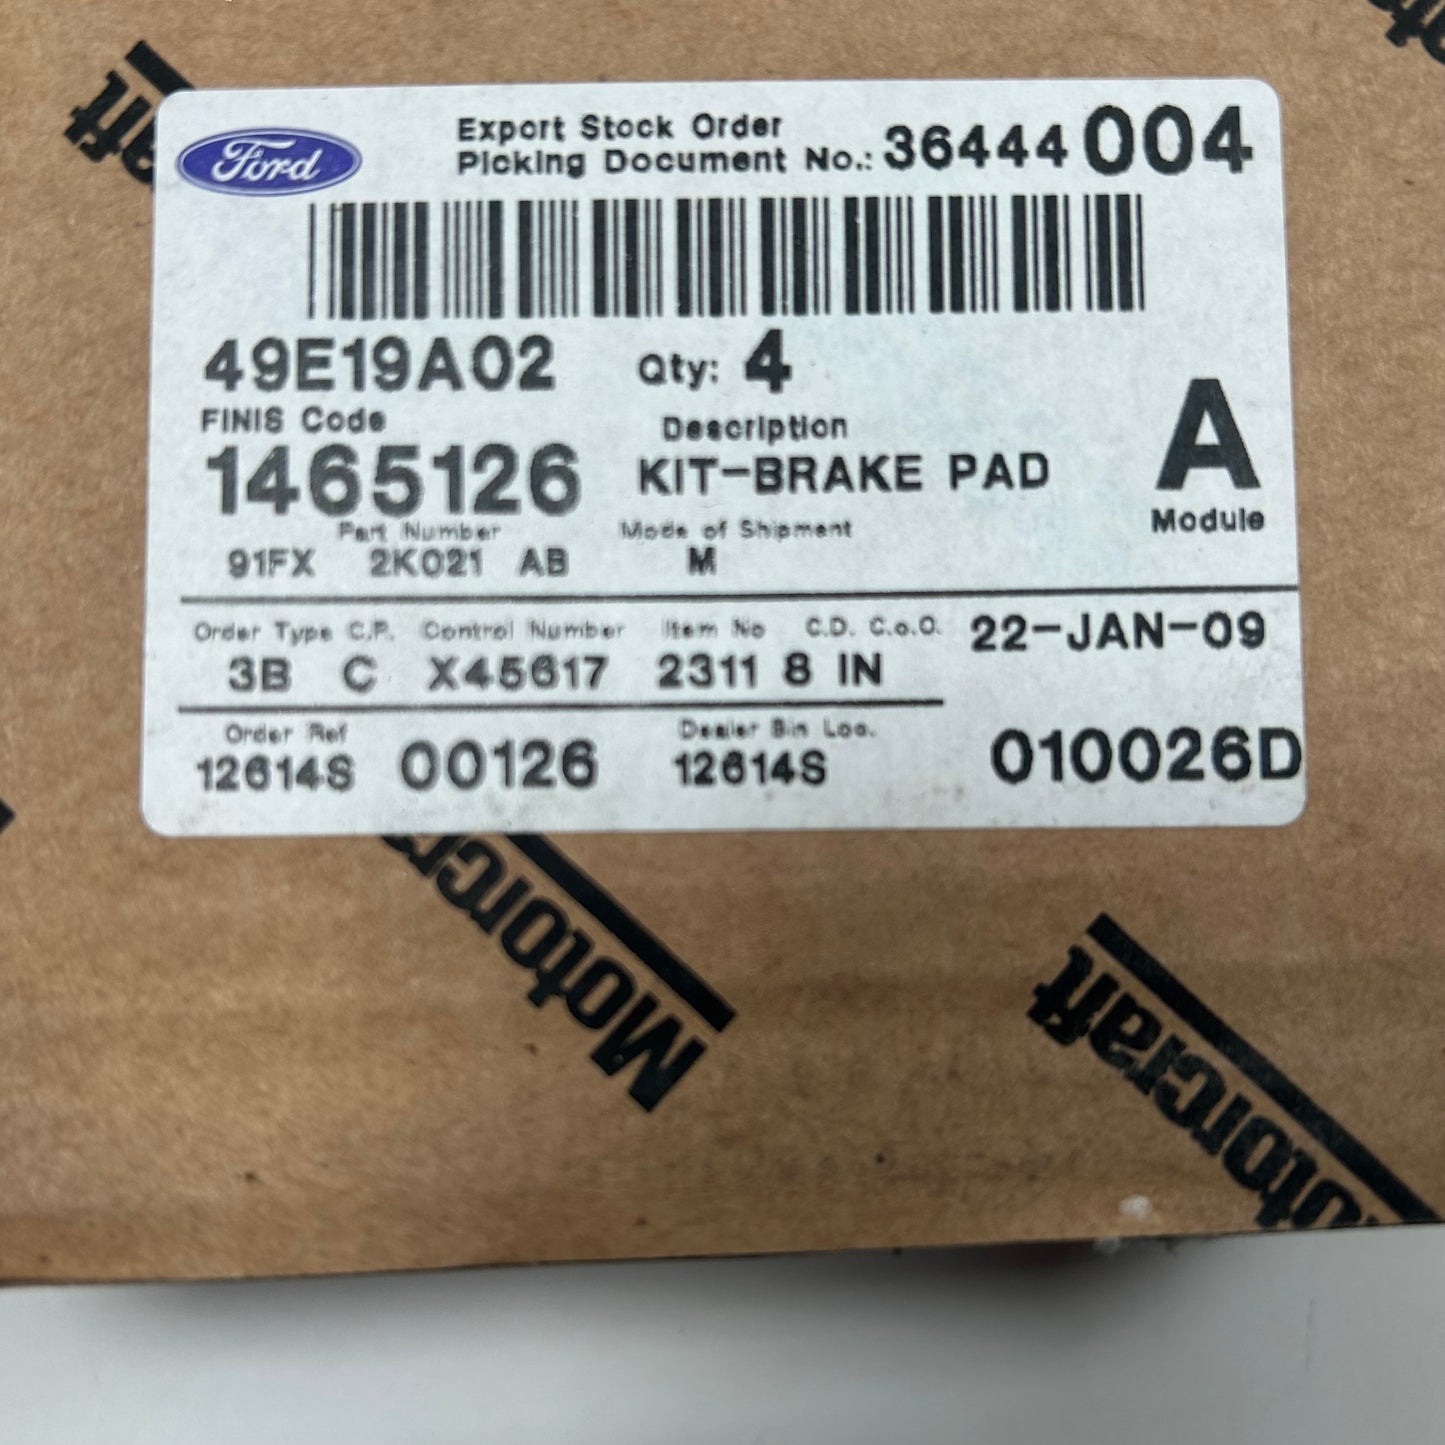 Ford
Export Stock Order
Picking Document No.: 36444 004
49E19A02 Qty: 4
FINIS Code Description
1465126 KIT-BRAKE PAD A
Module
Part Number Mode of Shipment
91FX 2K021 AB M
Order Type C.P. Control Number Item No C.D. C.o.O. 22-JAN-09
3B C X45617 2311 8 IN
Order Ref Dealer Bin Loc.
12614S 00126 12614S 010026D
Motorcraft
Motorcraft